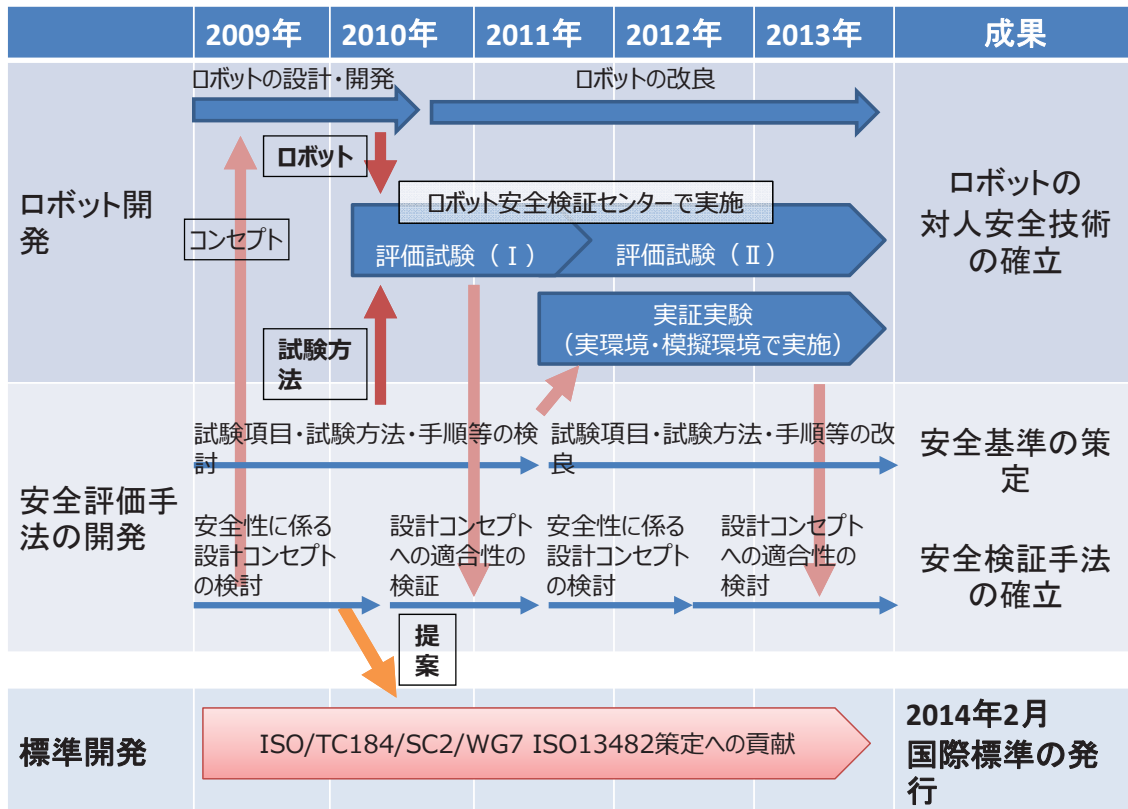 2009年
2010年
2011年
2012年
2013年
成果
ロボット開
発
ロボットの設計・開発
ロボットの改良
ロボット
コンセプト
ロボット安全検証センターで実施
評価試験（Ⅰ）
評価試験（Ⅱ）
実証実験
（実環境・模擬環境で実施）
試験方
法
ロボットの
対人安全技術
の確立
安全評価手
法の開発
試験項目・試験方法・手順等の検
討
試験項目・試験方法・手順等の改
良
安全性に係る
設計コンセプト
の検討
設計コンセプト
への適合性の
検証
安全性に係る
設計コンセプト
の検討
設計コンセプト
への適合性の
検討
提
案
安全基準の策
定
安全検証手法
の確立
標準開発
ISO/TC184/SC2/WG7 ISO13482策定への貢献
2014年2月
国際標準の発
行